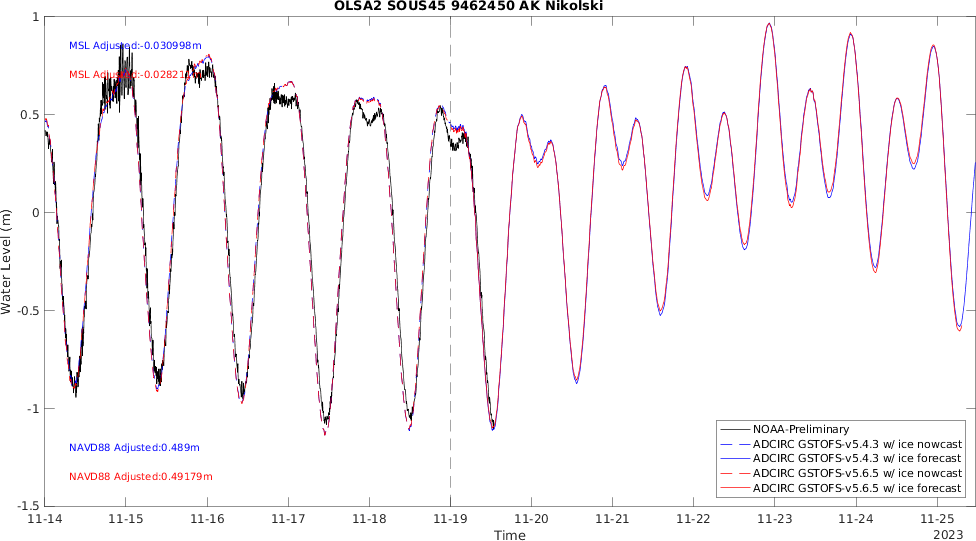 OLSA2 SOUS45 9462450 AK Nikolski
MSL Adjusted:-0.030998m
MSL Adjusted:-0.02821
NAVD88 Adjusted:0.489m
NAVD88 Adjusted:0.49179m
Water Level (m)
1
0.5
0
-0.5
-1
-1.5
NOAA-Preliminary
ADCIRC GSTOFS-v5.4.3 w/ ice nowcast
ADCIRC GSTOFS-v5.4.3 w/ ice forecast
ADCIRC GSTOFS-v5.6.5 w/ ice nowcast
ADCIRC GSTOFS-v5.6.5 w/ ice forecast
11-14 11-15 11-16 11-17 11-18 11-19 11-20 11-21 11-22 11-23 11-24 11-25
Time
2023